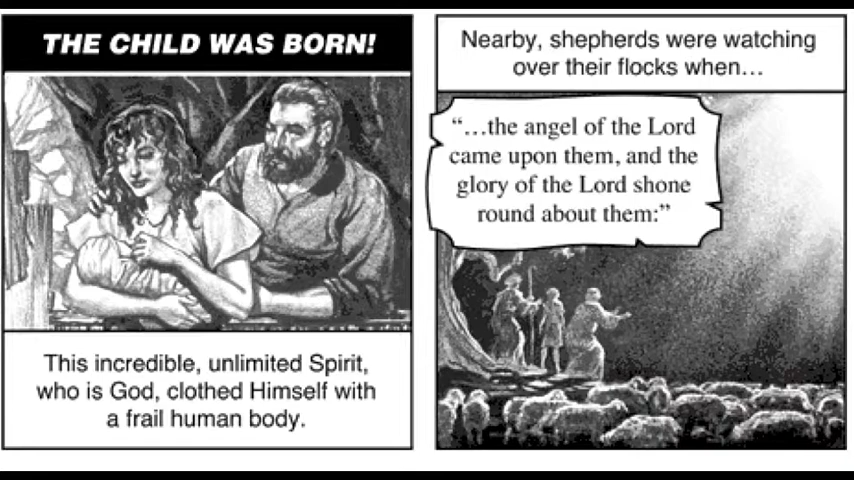 THE CHILD WAS BORN!
This incredible, unlimited Spirit,
who is God, clothed Himself with
a frail human body.
Nearby, shepherds were watching
over their flocks when...
“...the angel of the Lord
came upon them, and the
glory of the Lord shone
round about them:”